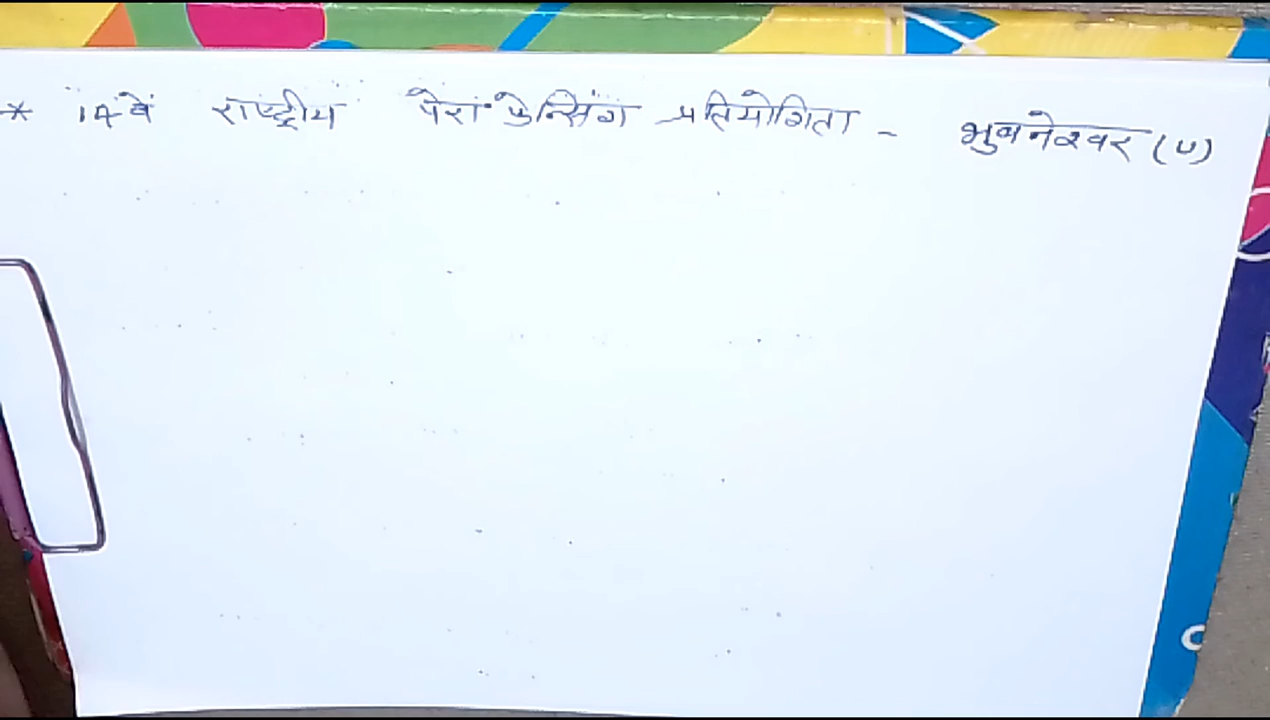 * 14वें राष्ट्रीय पैरा फेन्सिंग प्रतियोगिता - भुवनेश्वर (U)